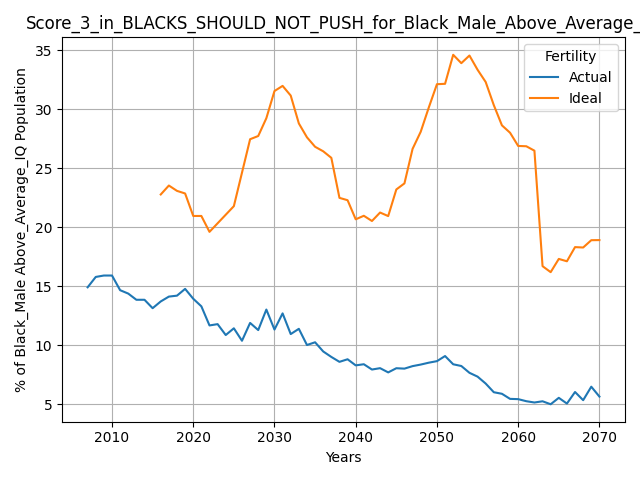 Score_3_in_BLACKS_SHOULD_NOT_PUSH_for_Black_Male_Above_Average_
% of Black_Male Above_Average_IQ Population
35
30
25
20
15
10
5
Fertility
Actual
Ideal
2010 2020 2030 2040 2050 2060 2070
Years